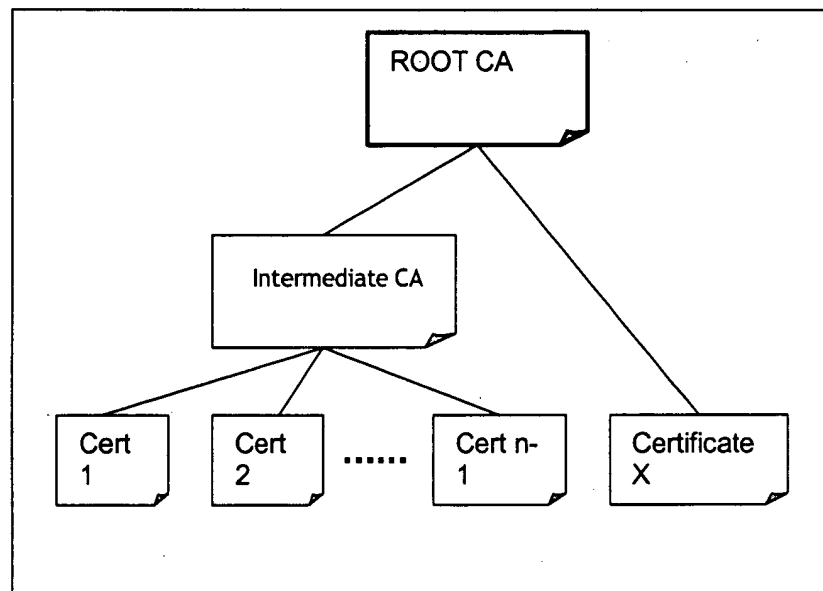 ROOT CA
Intermediate CA
Cert
1
Cert
2
......
Cert n-
1
Certificate
X